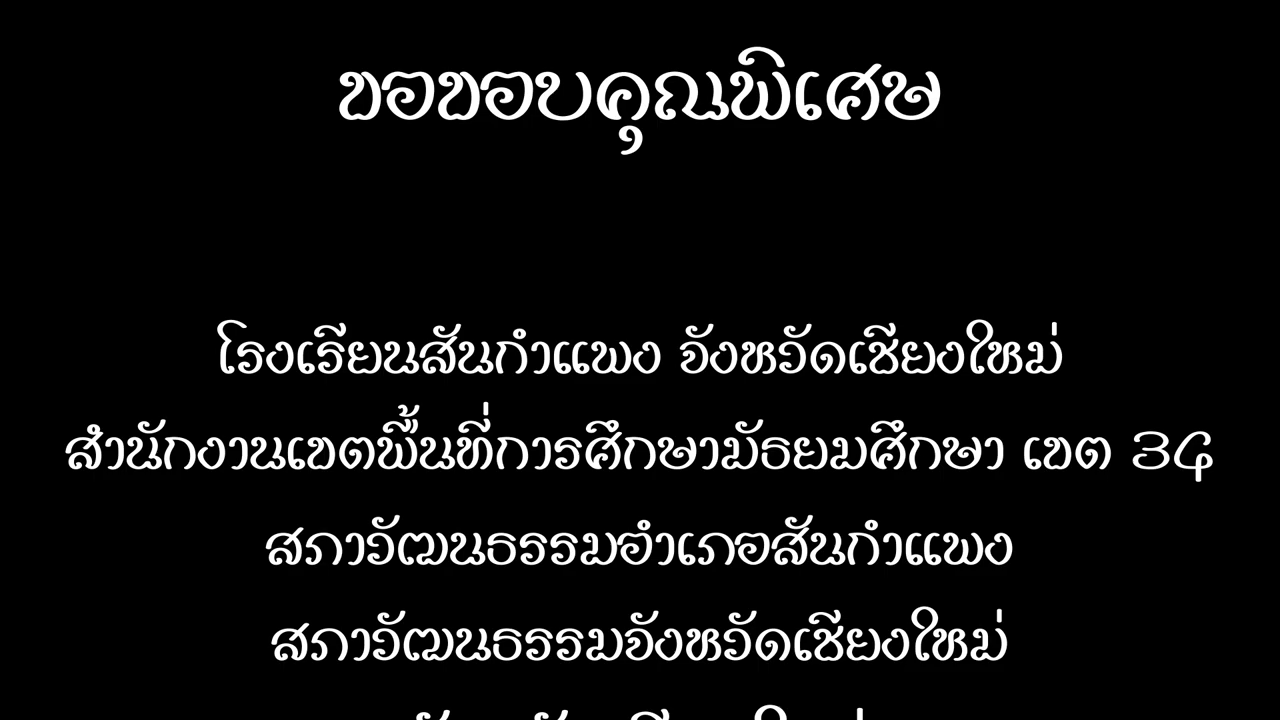 ขอขอบคุณพิเศษ
โรงเรียนสันกำแพง จังหวัดเชียงใหม่
สำนักงานเขตพื้นที่การศึกษามัธยมศึกษา เขต 34
สภาวัฒนธรรมอำเภอสันกำแพง
สภาวัฒนธรรมจังหวัดเชียงใหม่